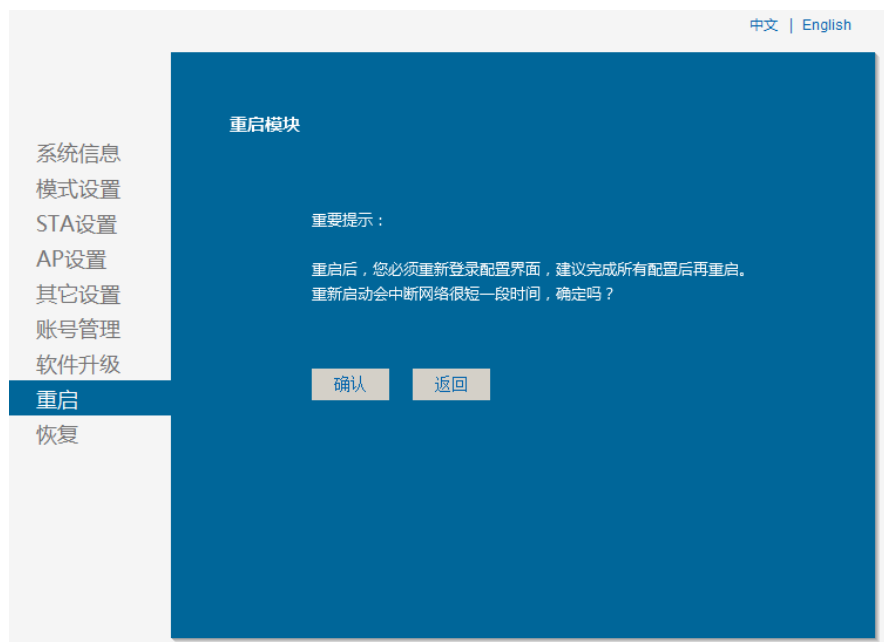 中文 | English
重启模块
系统信息
模式设置
STA设置
AP设置
其它设置
账号管理
软件升级
重启
恢复
重要提示：
重启后，您必须重新登录配置界面，建议完成所有配置后再重启。
重新启动会中断网络很短一段时间，确定吗？
确认 返回